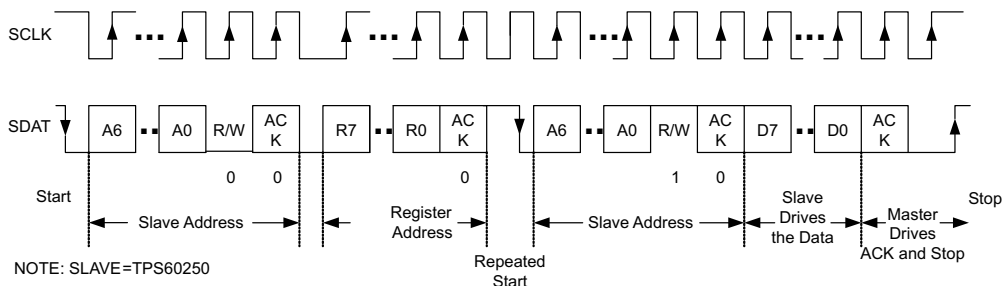 SCLK
SDAT
A6
A0
R/W
AC
K
R7
R0
AC
K
A6
A0
R/W
AC
K
D7
D0
AC
K
0
0
0
1
0
Start
Slave Address
Register
Address
Repeated
Start
Slave Address
Slave
Drives
the Data
Master
Drives
ACK and Stop
Stop
NOTE: SLAVE=TPS60250